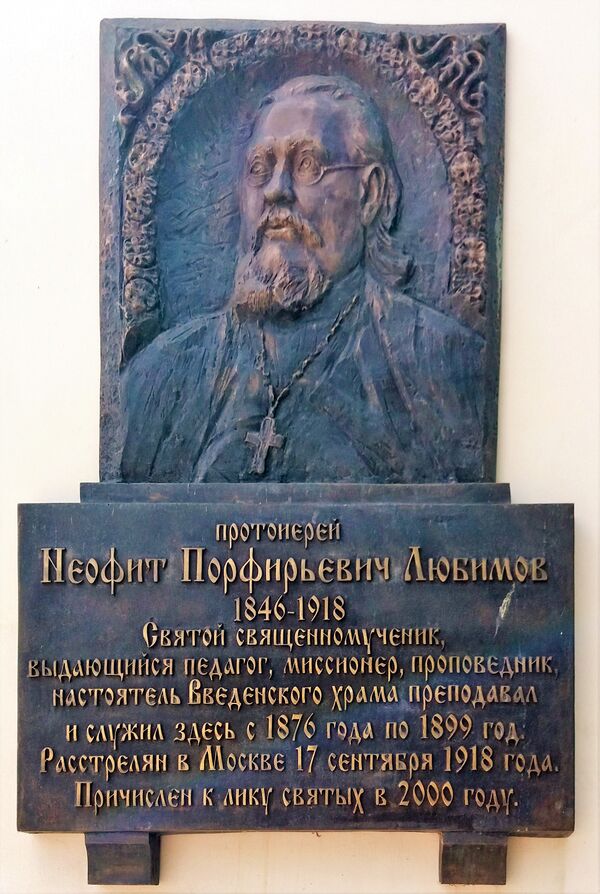 протоиерей
Неофит Порфирьевич Любимов
1846-1918
Святой священномученик,
выдающийся педагог, миссионер, проповедник,
настоятель Введенского храма преподавал
и служил здесь с 1876 года по 1899 год.
Расстрелян в Москве 17 сентября 1918 года.
Причислен к лику святых в 2000 году.